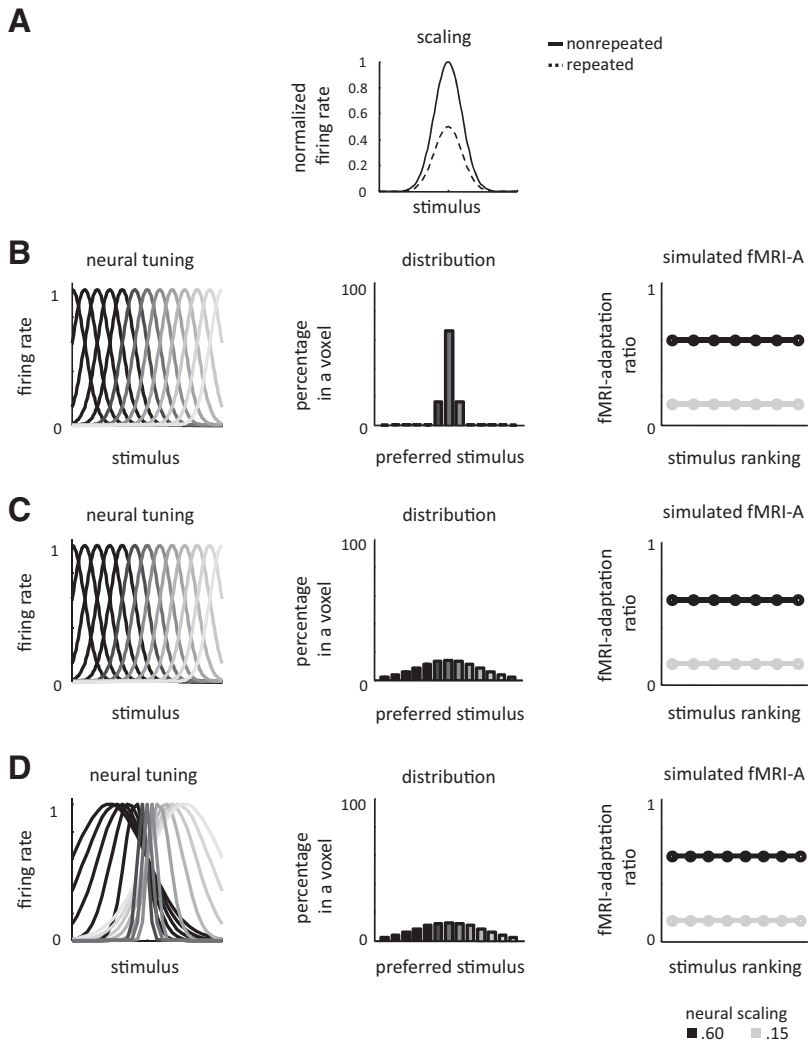 A
scaling
nonrepeated
repeated
normalized
firing rate
1
0.8
0.6
0.4
0.2
0
stimulus
B
neural tuning
distribution
simulated fMRI-A
firing rate
1
0
stimulus
percentage
in a voxel
100
0
preferred stimulus
fMRI-adaptation
ratio
1
0
stimulus ranking
C
neural tuning
distribution
simulated fMRI-A
firing rate
1
0
stimulus
percentage
in a voxel
100
0
preferred stimulus
fMRI-adaptation
ratio
1
0
stimulus ranking
D
neural tuning
distribution
simulated fMRI-A
firing rate
1
0
stimulus
percentage
in a voxel
100
0
preferred stimulus
fMRI-adaptation
ratio
1
0
stimulus ranking
neural scaling
.60 .15